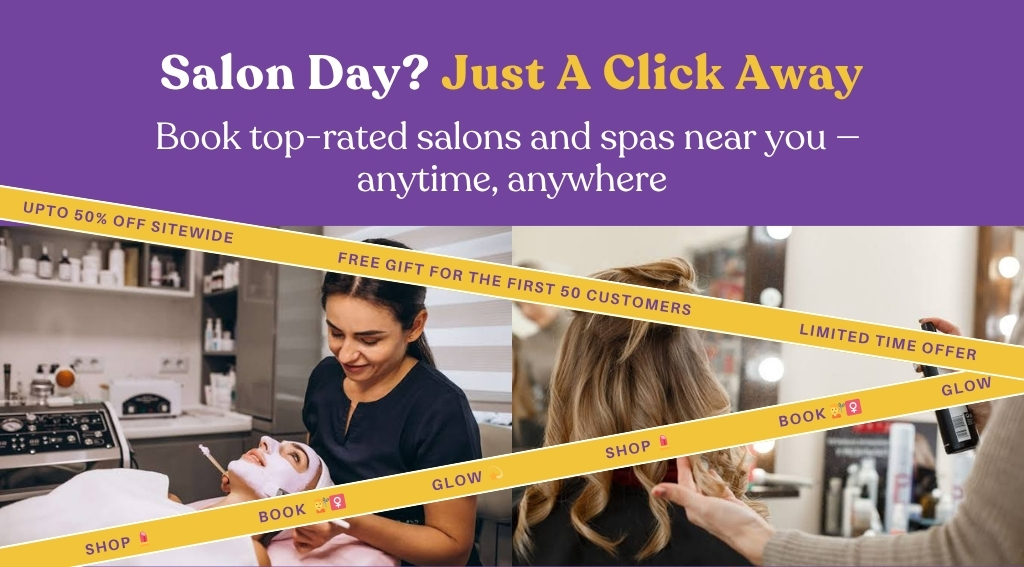 Salon Day? Just A Click Away
Book top-rated salons and spas near you —
anytime, anywhere
UPTO 50% OFF SITEWIDE
FREE GIFT FOR THE FIRST 50 CUSTOMERS
LIMITED TIME OFFER
SHOP
BOOK
GLOW
SHOP
BOOK
GLOW